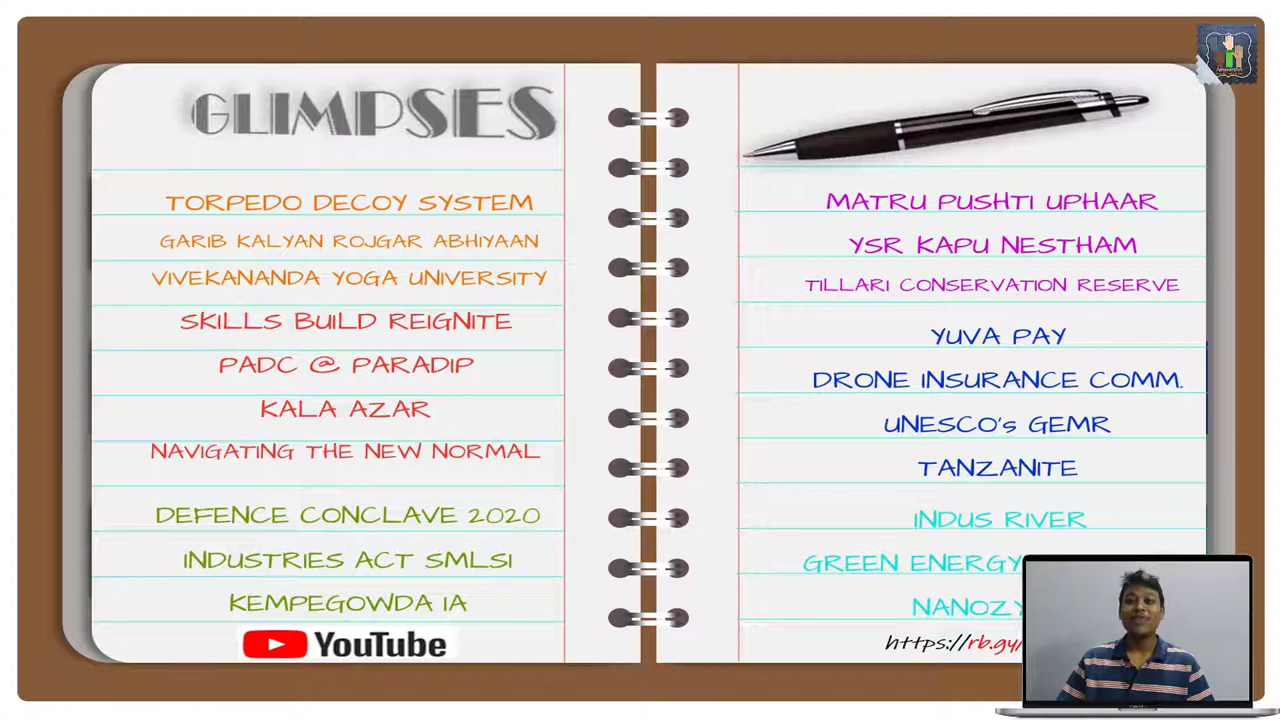 GLIMPSES
TORPEDO DECOY SYSTEM
GARIB KALYAN ROJGAR ABHIYAAN
VIVEKANANDA YOGA UNIVERSITY
SKILLS BUILD REIGNITE
PADC @ PARADIP
KALA AZAR
NAVIGATING THE NEW NORMAL
DEFENCE CONCLAVE 2020
INDUSTRIES ACT SMLSI
KEMPEGOWDA IA
YouTube
MATRU PUSHTI UPHAAR
YSR KAPU NESTHAM
TILLARI CONSERVATION RESERVE
YUVA PAY
DRONE INSURANCE COMM.
UNESCO's GEMR
TANZANITE
INDUS RIVER
GREEN ENERGY
NANOZY
https://rb.gy/